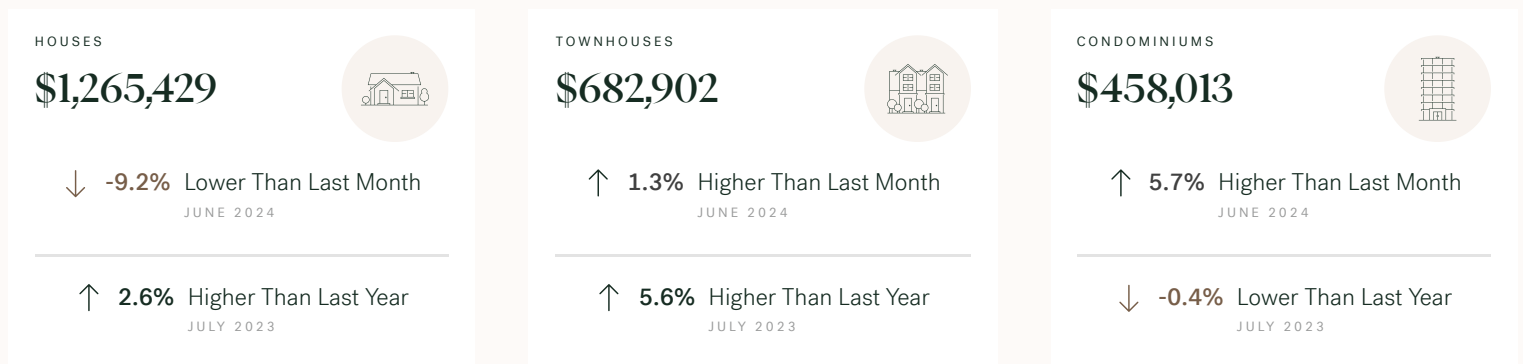 HOUSES
$1,265,429
-9.2% Lower Than Last Month
JUNE 2024
2.6% Higher Than Last Year
JULY 2023
TOWNHOUSES
$682,902
1.3% Higher Than Last Month
JUNE 2024
5.6% Higher Than Last Year
JULY 2023
CONDOMINIUMS
$458,013
5.7% Higher Than Last Month
JUNE 2024
-0.4% Lower Than Last Year
JULY 2023